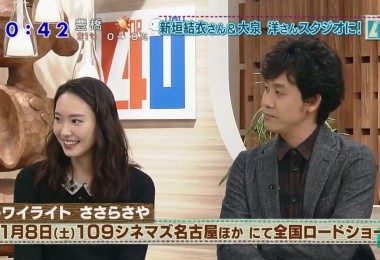 0:42
豊橋
新垣結衣さん&大泉 洋さんスタジオに!
ワイライト ささらさや
1月8日(土)109シネマズ名古屋ほか にて全国ロードショー